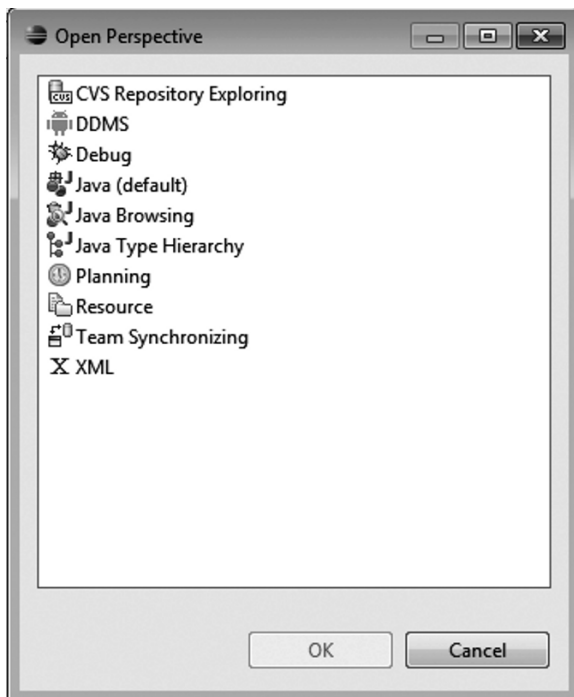 Open Perspective
CVS Repository Exploring
DDMS
Debug
Java (default)
Java Browsing
Java Type Hierarchy
Planning
Resource
Team Synchronizing
XML
OK
Cancel